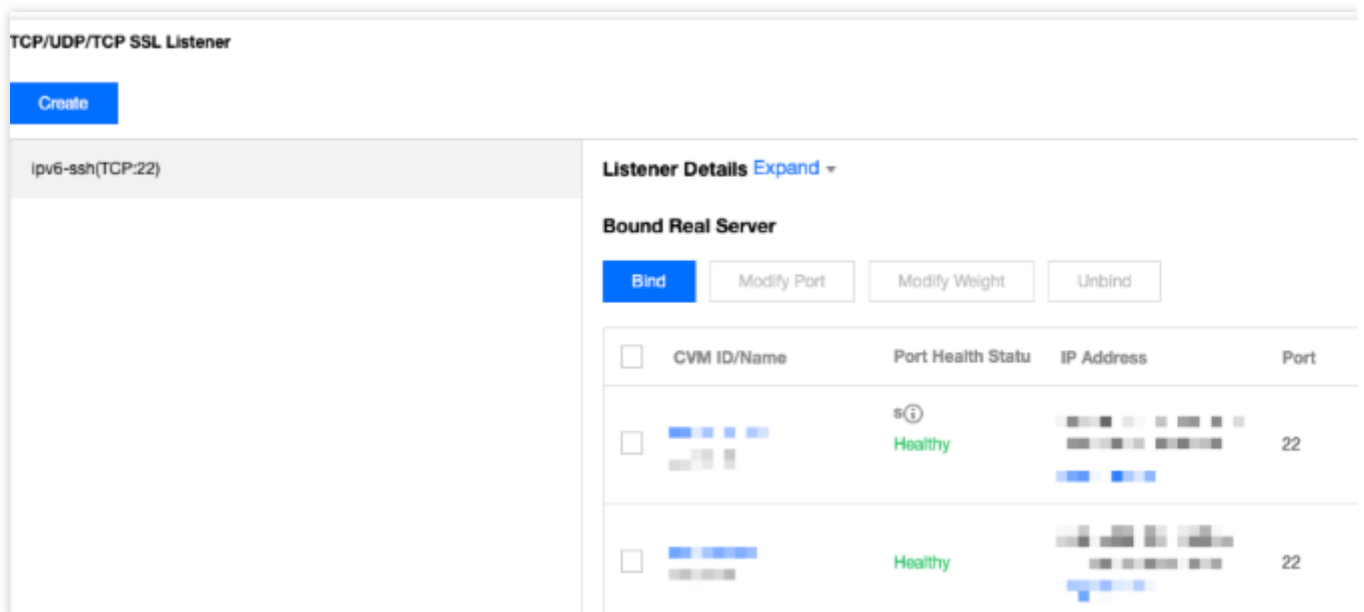 TCP/UDP/TCP SSL Listener
Create
ipv6-ssh(TCP:22)
Listener Details Expand
Bound Real Server
Bind Modify Port Modify Weight Unbind
CVM ID/Name Port Health Statu IP Address Port
s
Healthy 22
Healthy 22